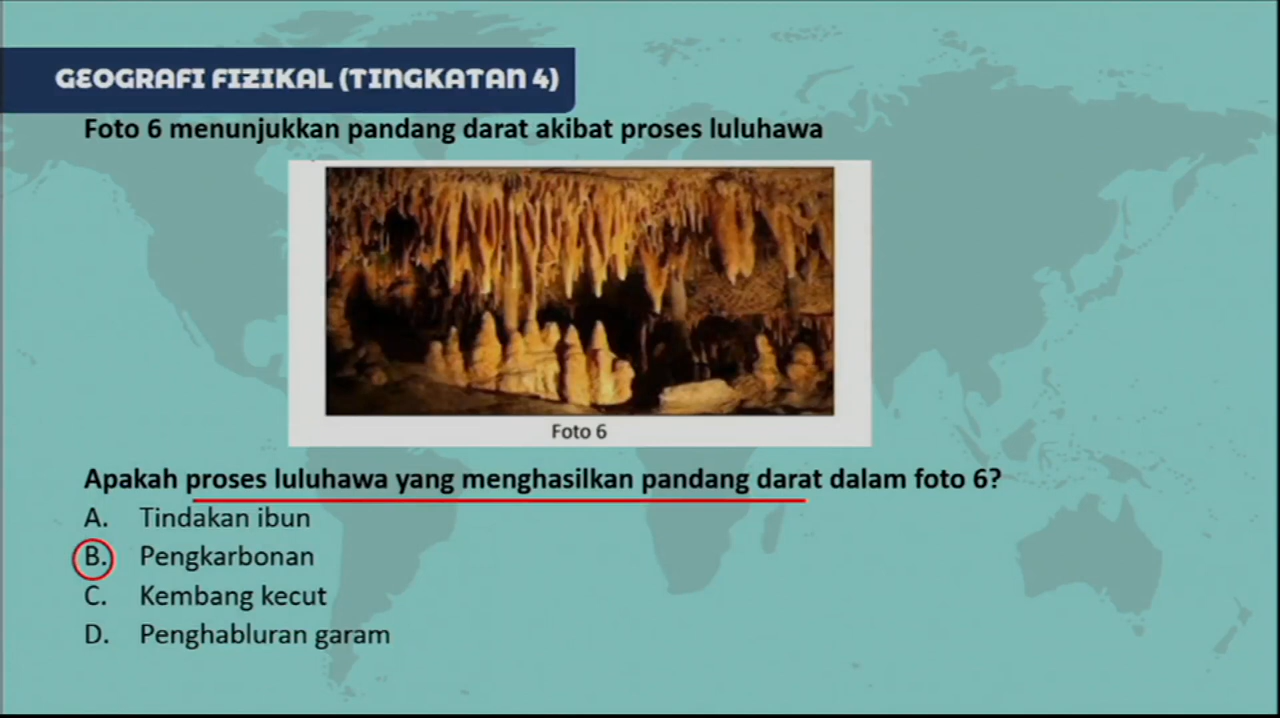 GEOGRAFI FIZIKAL (TINGKATAN 4)
Foto 6 menunjukkan pandang darat akibat proses luluhawa
Foto 6
Apakah proses luluhawa yang menghasilkan pandang darat dalam foto 6?
A. Tindakan ibun
B. Pengkarbonan
C. Kembang kecut
D. Penghabluran garam